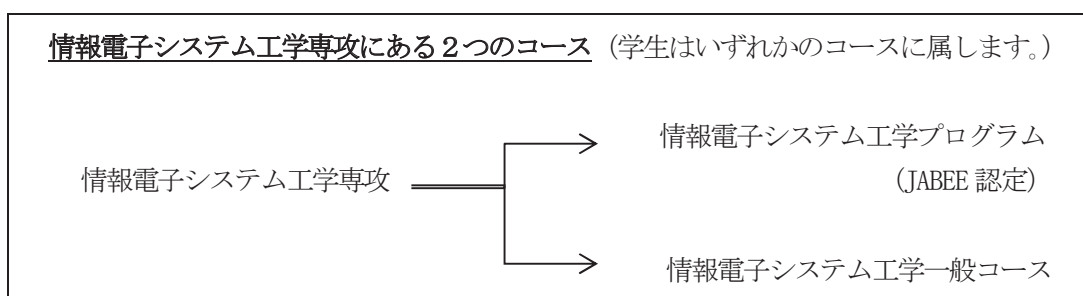 情報電子システム工学専攻にある２つのコース（学生はいずれかのコースに属します。）
情報電子システム工学プログラム
情報電子システム工学専攻
（JABEE 認定）
情報電子システム工学一般コース